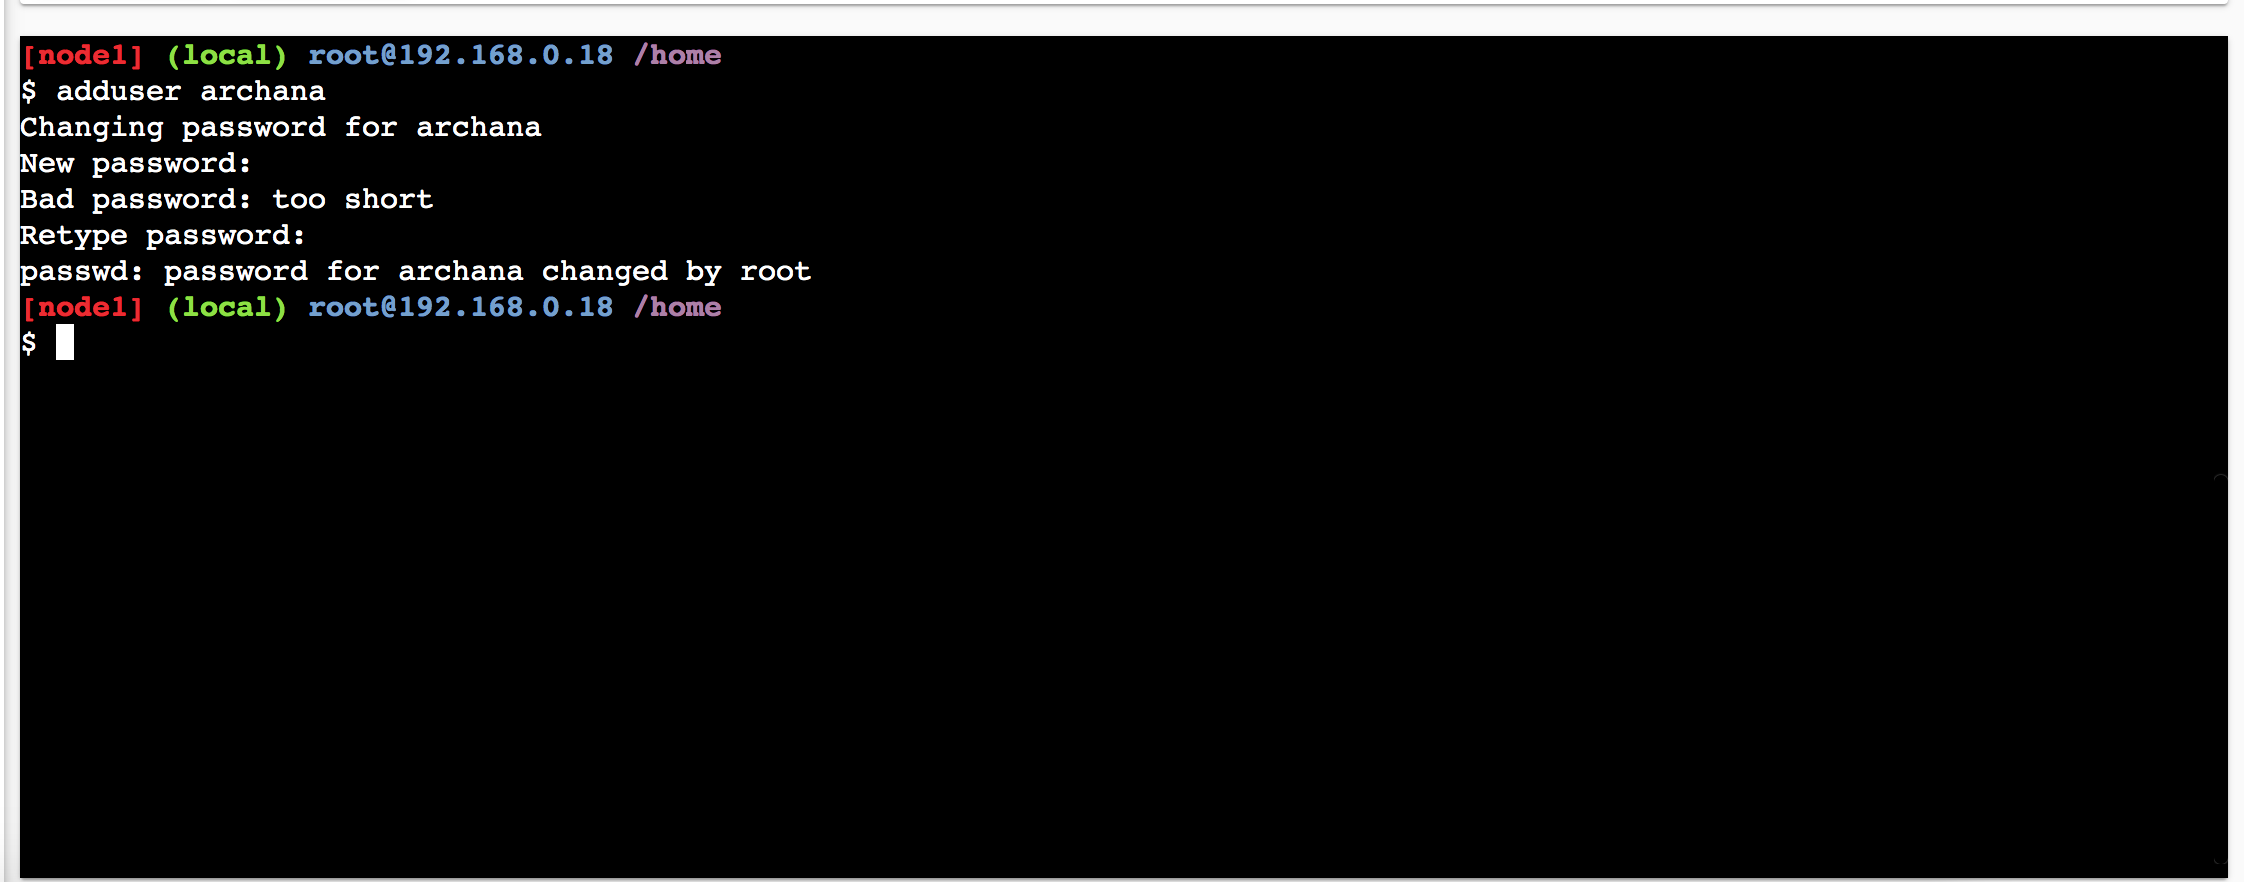 [node1] (local) root@192.168.0.18 /home
$ adduser archana
Changing password for archana
New password:
Bad password: too short
Retype password:
passwd: password for archana changed by root
[node1] (local) root@192.168.0.18 /home
$